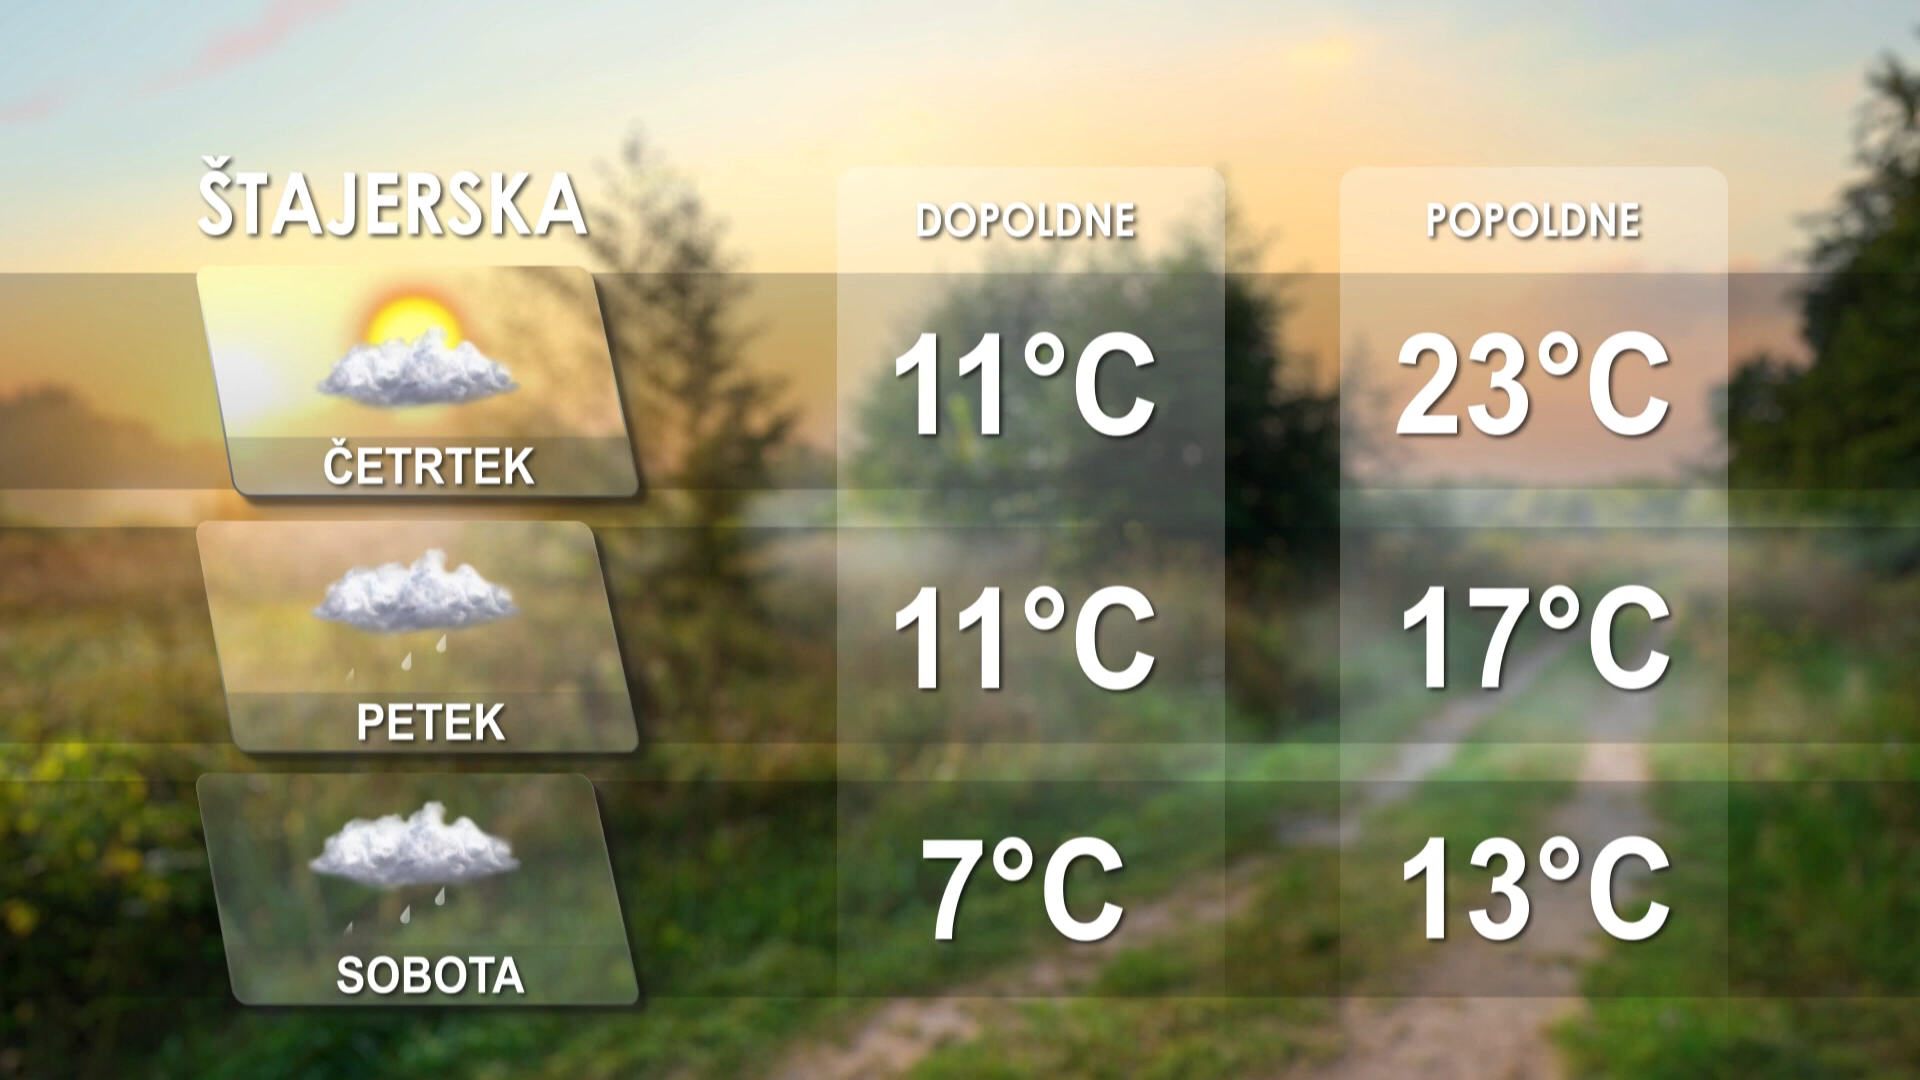 ŠTAJERSKA
DOPOLDNE
POPOLDNE
ČETRTEK
11°C
23°C
PETEK
11°C
17°C
SOBOTA
7°C
13°C